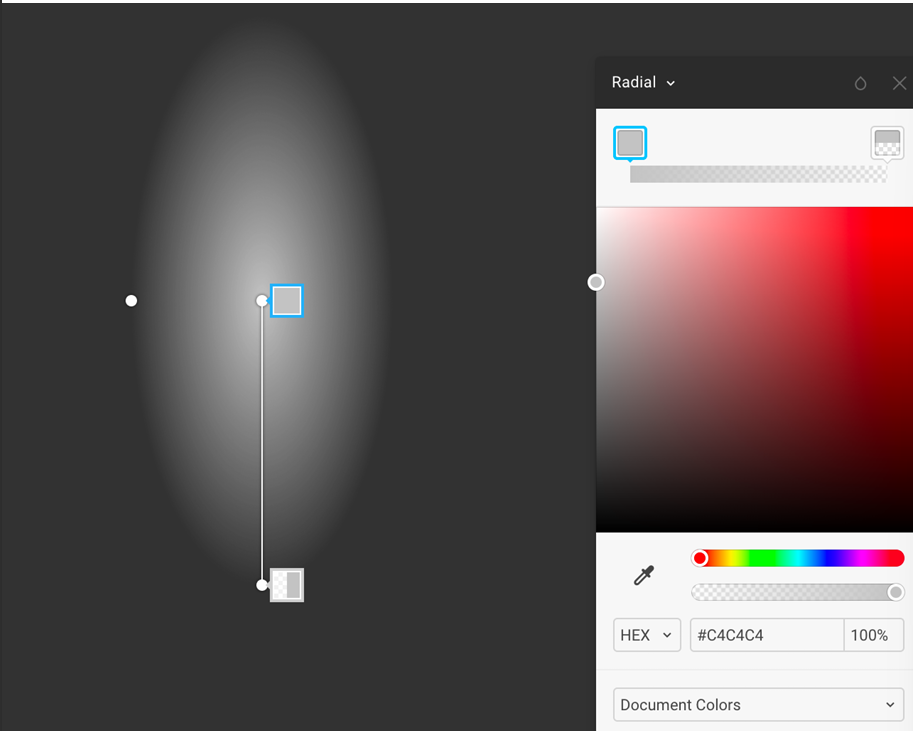 Radial
HEX
#C4C4C4
100%
Document Colors